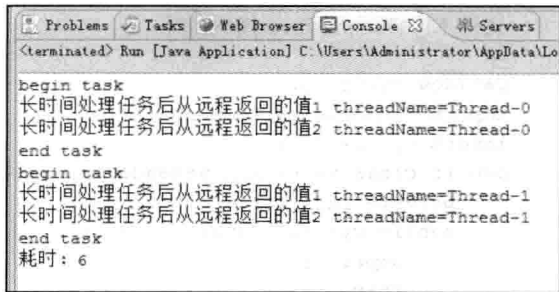 Problems Tasks Web Browser Console Servers
<terminated> Run [Java Application] C:\Users\Administrator\AppData\Lo
begin task
长时间处理任务后从远程返回的值1 threadName=Thread-0
长时间处理任务后从远程返回的值2 threadName=Thread-0
end task
begin task
长时间处理任务后从远程返回的值1 threadName=Thread-1
长时间处理任务后从远程返回的值2 threadName=Thread-1
end task
耗时：6